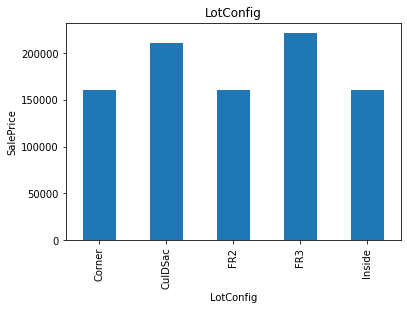 LotConfig
200000
150000
100000
50000
0
SalePrice
Corner
CulDSac
FR2
FR3
Inside
LotConfig